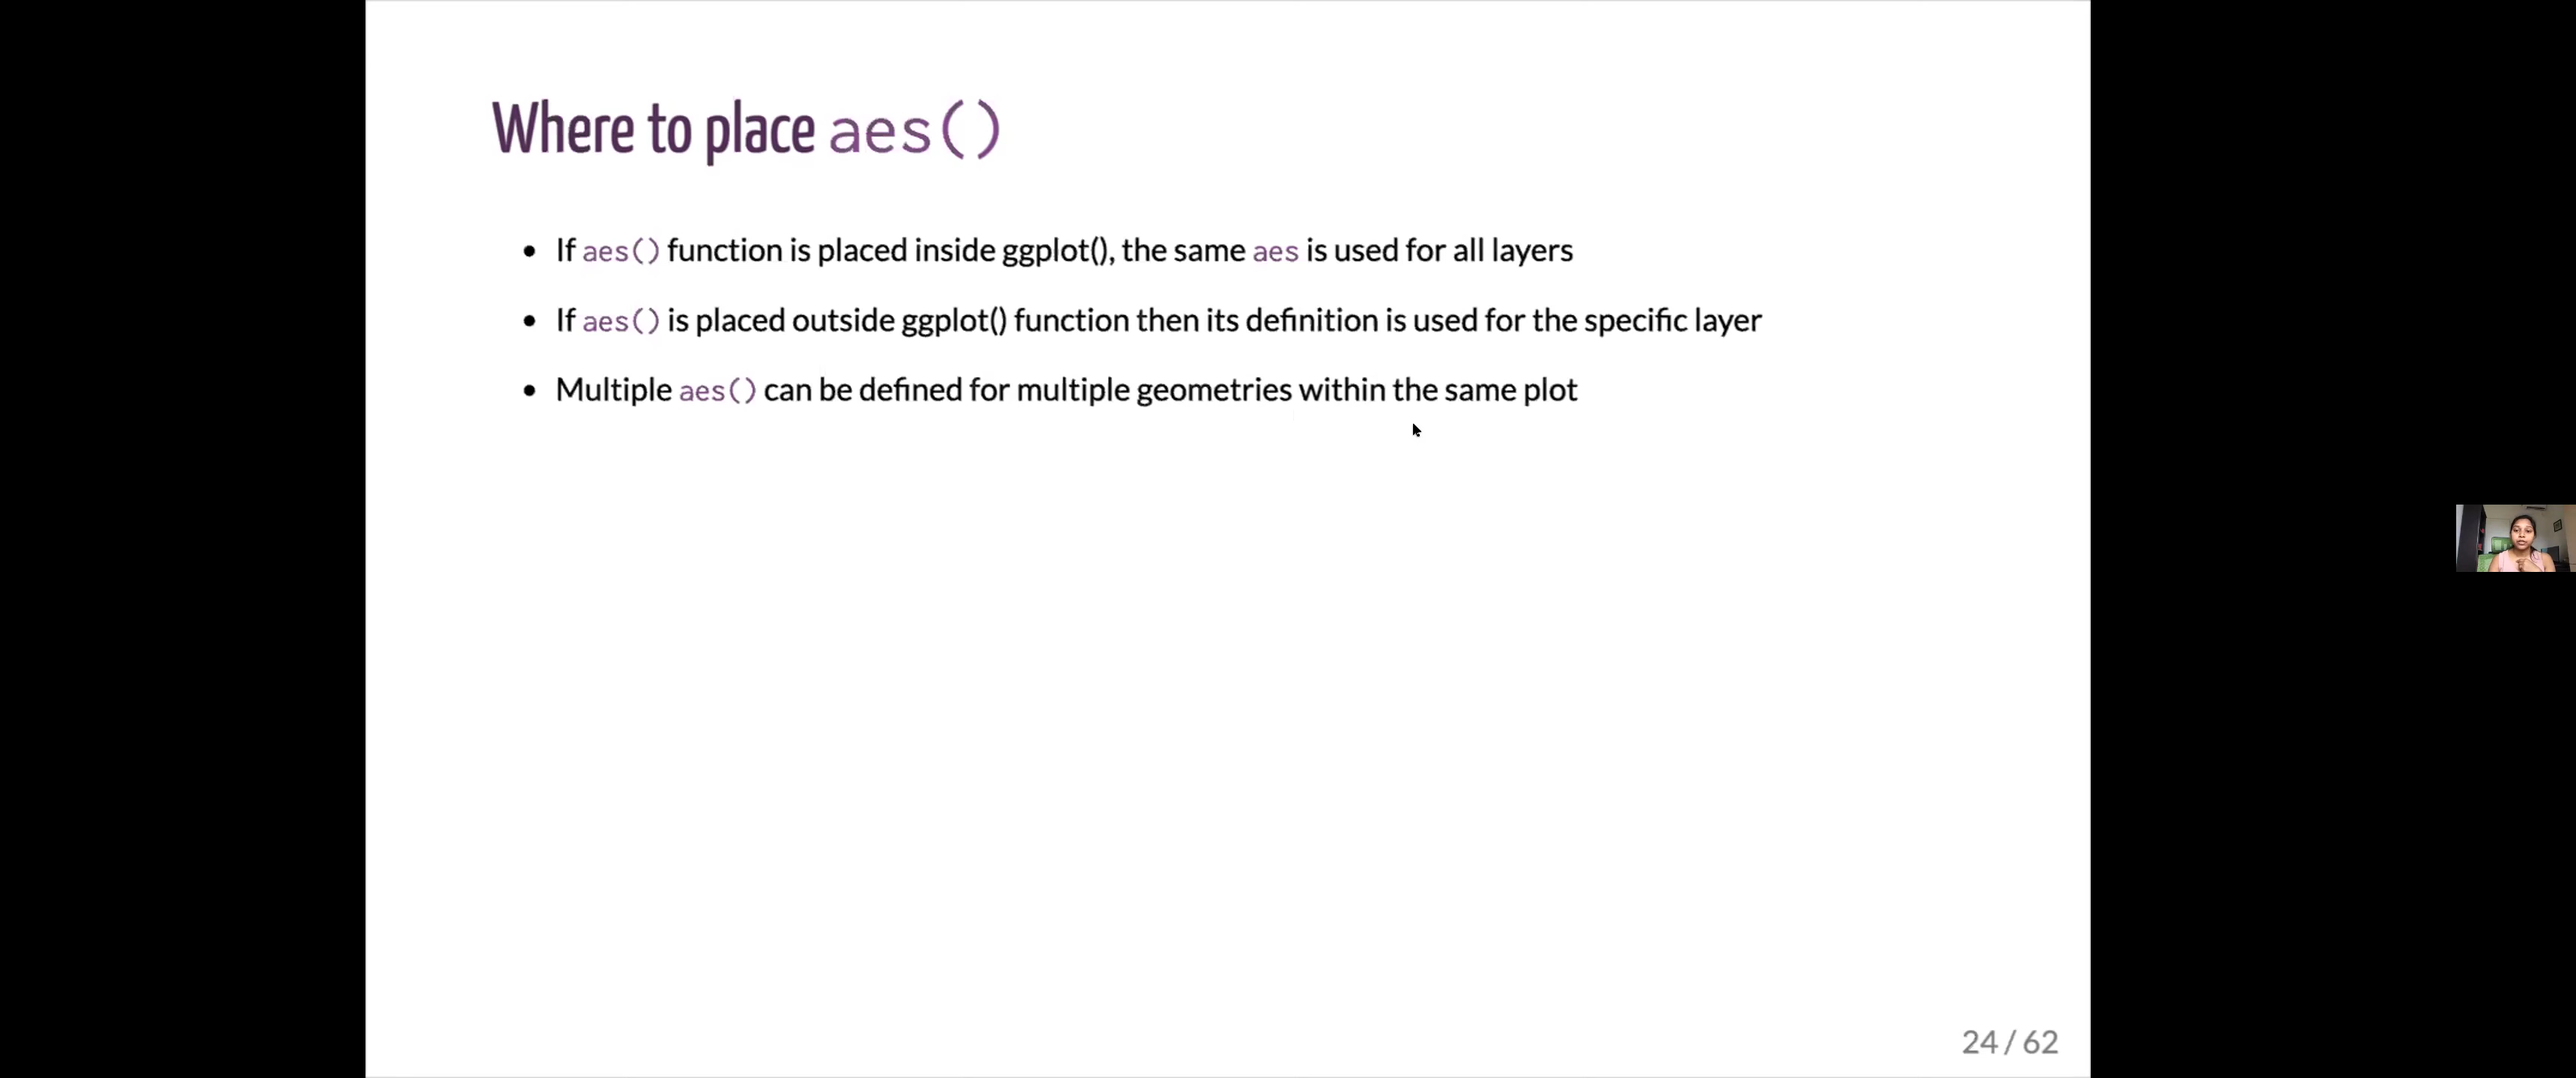 Where to place aes()
If aes() function is placed inside ggplot(), the same aes is used for all layers
If aes() is placed outside ggplot() function then its definition is used for the specific layer
Multiple aes() can be defined for multiple geometries within the same plot
24 / 62